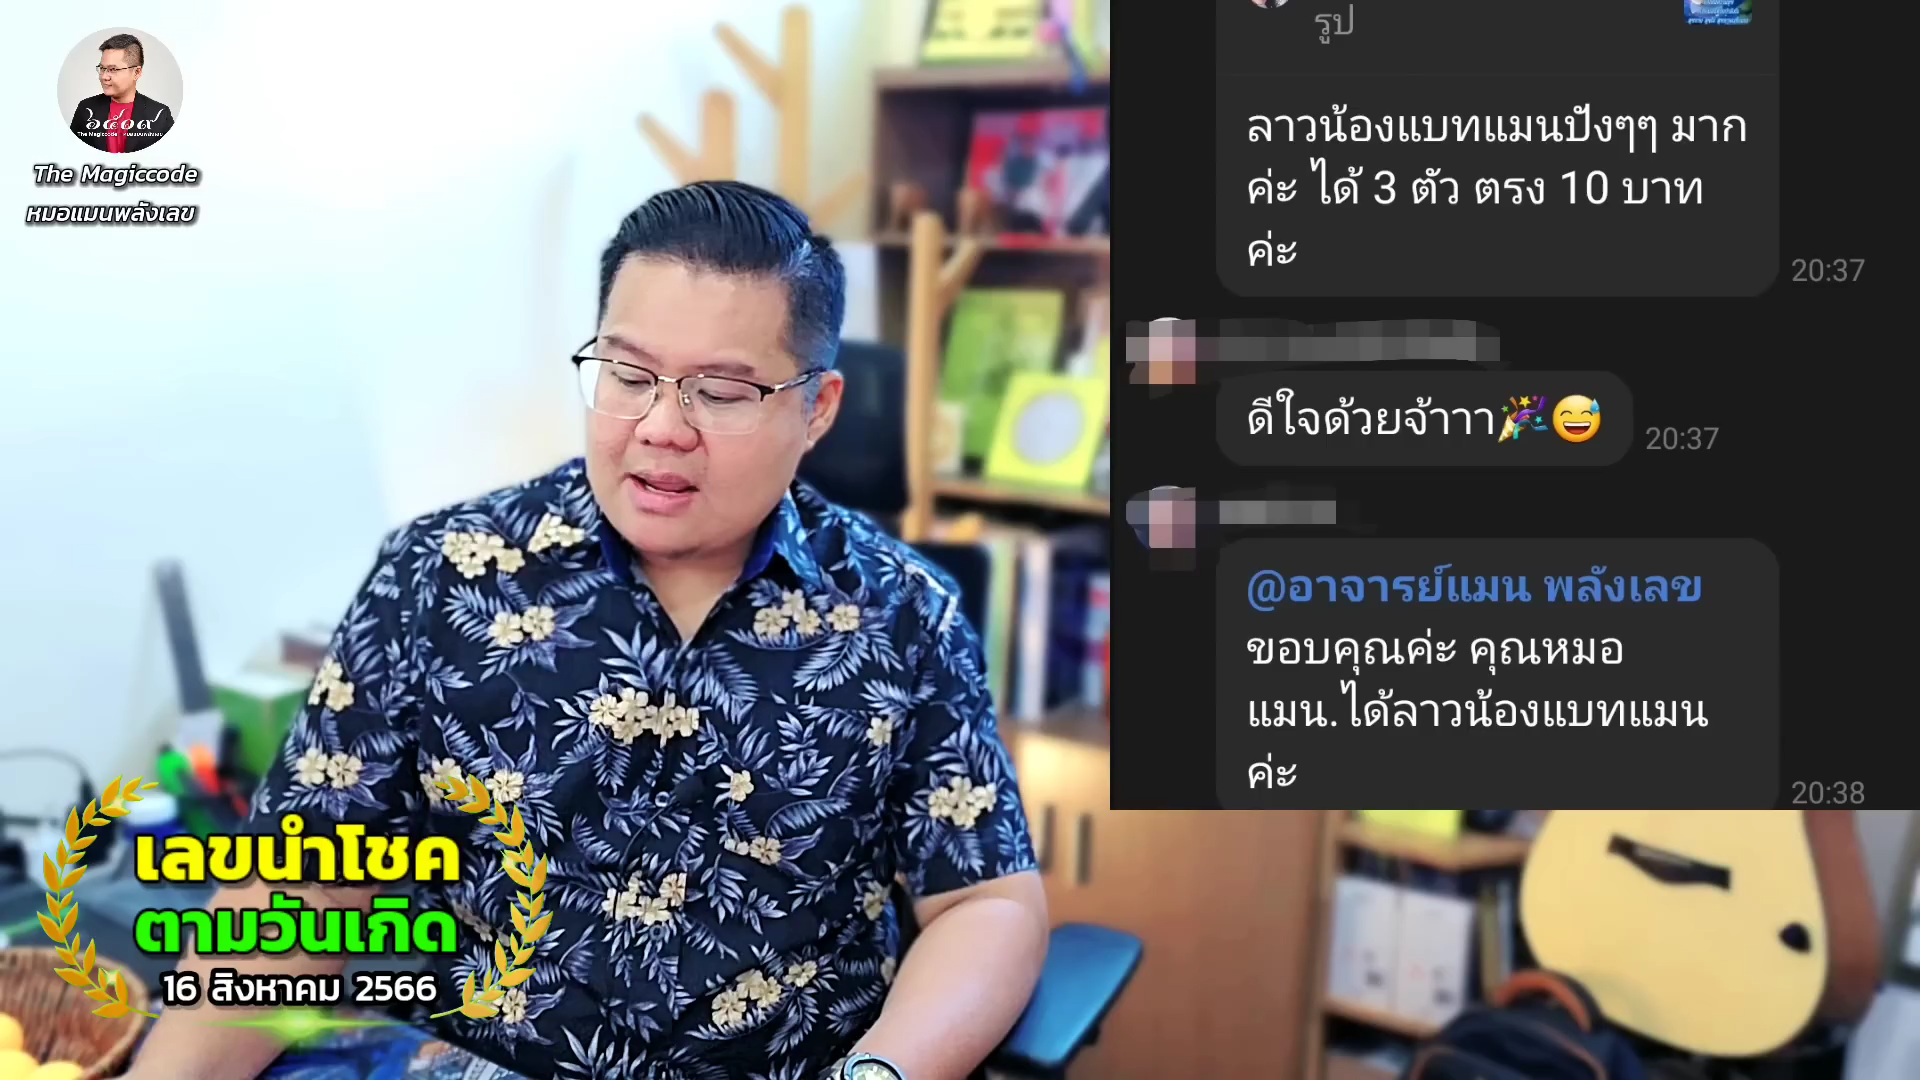 ๖๕๐๙
The Magiccode
หมอแมนพลังเลข
รูป
ลาวน้องแบทแมนปังๆๆ มาก
ค่ะ ได้ 3 ตัว ตรง 10 บาท
ค่ะ
20:37
ดีใจด้วยจ้าาา🎉😅
20:37
@อาจารย์แมน พลังเลข
ขอบคุณค่ะ คุณหมอ
แมน.ได้ลาวน้องแบทแมน
ค่ะ
20:38
เลขนำโชค
ตามวันเกิด
16 สิงหาคม 2566